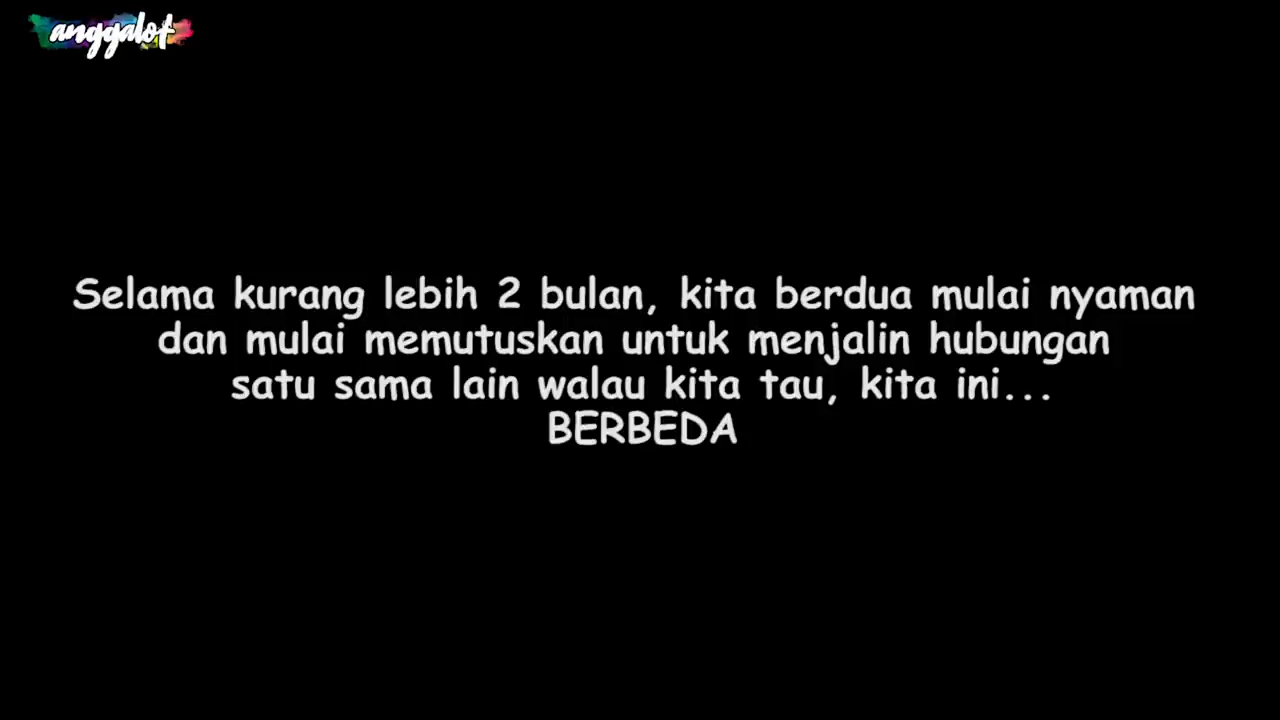 anggalot
Selama kurang lebih 2 bulan, kita berdua mulai nyaman
dan mulai memutuskan untuk menjalin hubungan
satu sama lain walau kita tau, kita ini...
BERBEDA